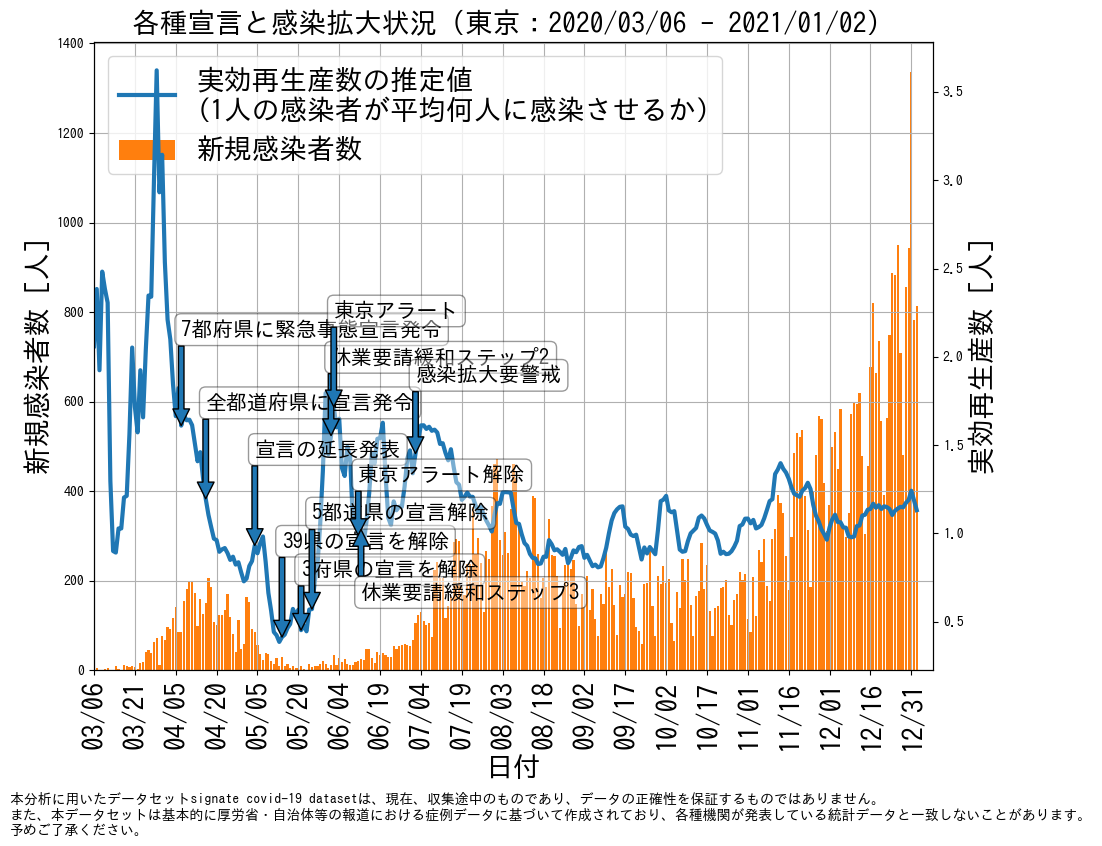 各種宣言と感染拡大状況 (東京：2020/03/06 - 2021/01/02)
実効再生産数の推定値
(1人の感染者が平均何人に感染させるか)
新規感染者数
新規感染者数 [人]
1400
1200
1000
800
600
400
200
0
実効再生産数 [人]
3.5
3.0
2.5
2.0
1.5
1.0
0.5
東京アラート
7都府県に緊急事態宣言発令
休業要請緩和ステップ2
感染拡大要警戒
全都道府県に宣言発令
宣言の延長発表
東京アラート解除
5都道県の宣言解除
39県の宣言を解除
3府県の宣言を解除
休業要請緩和ステップ3
03/06 03/21 04/05 04/20 05/05 05/20 06/04 06/19 07/04 07/19 08/03 08/18 09/02 09/17 10/02 10/17 11/01 11/16 12/01 12/16 12/31
日付
本分析に用いたデータセットsignate covid-19 datasetは、現在、収集途中のものであり、データの正確性を保証するものではありません。
また、本データセットは基本的に厚労省・自治体等の報道における症例データに基づいて作成されており、各種機関が発表している統計データと一致しないことがあります。
予めご了承ください。